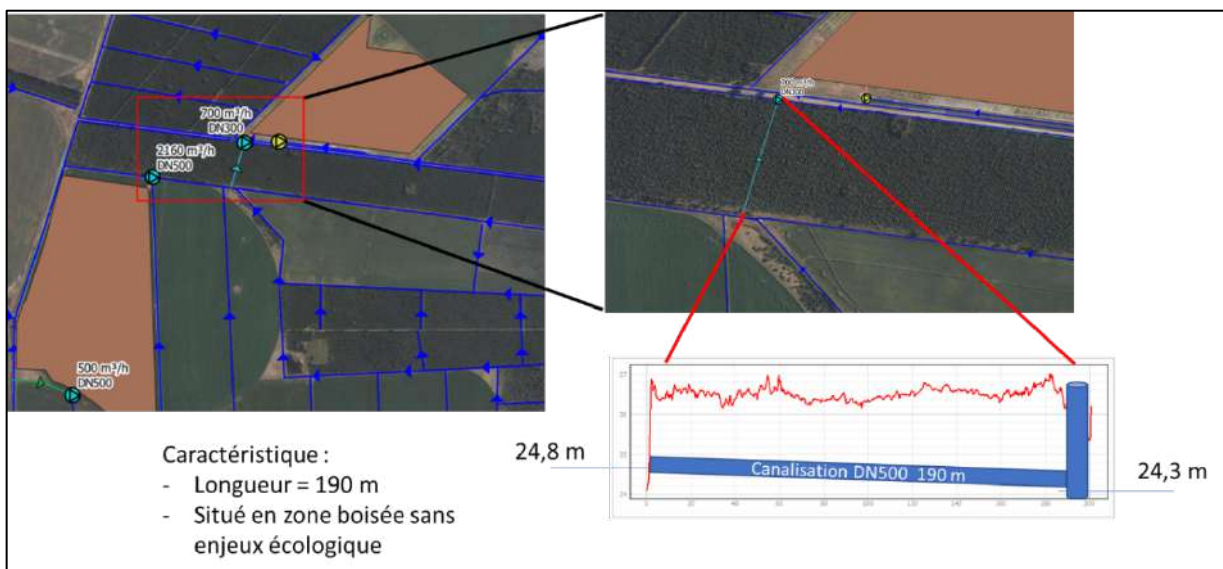 700 m³/h
DN300
2160 m³/h
DN500
500 m³/h
DN500
DN300
Caractéristique :
- Longueur = 190 m
- Situé en zone boisée sans
enjeux écologique
24,8 m
Canalisation DN500 190 m
24,3 m